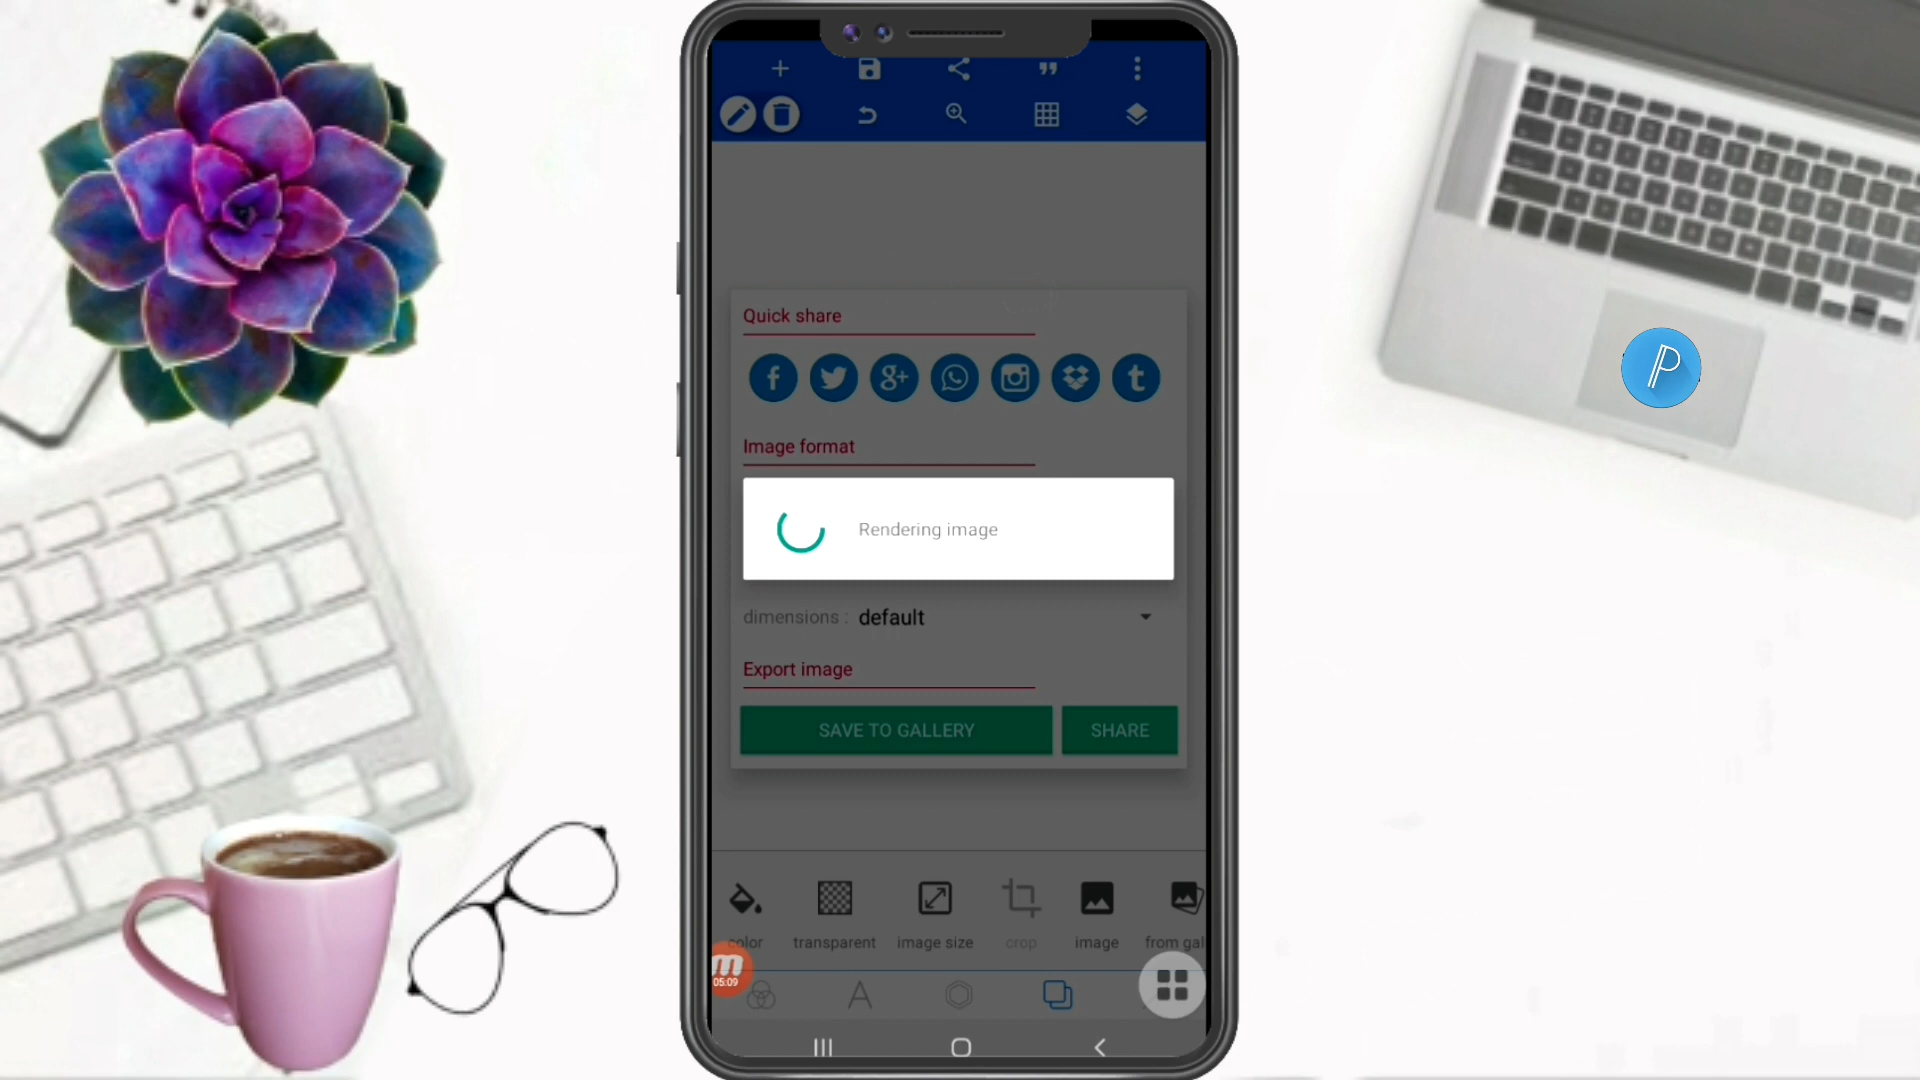 Quick share
Image format
Rendering image
dimensions : default
Export image
SAVE TO GALLERY SHARE
color transparent image size crop image from gal
05:09